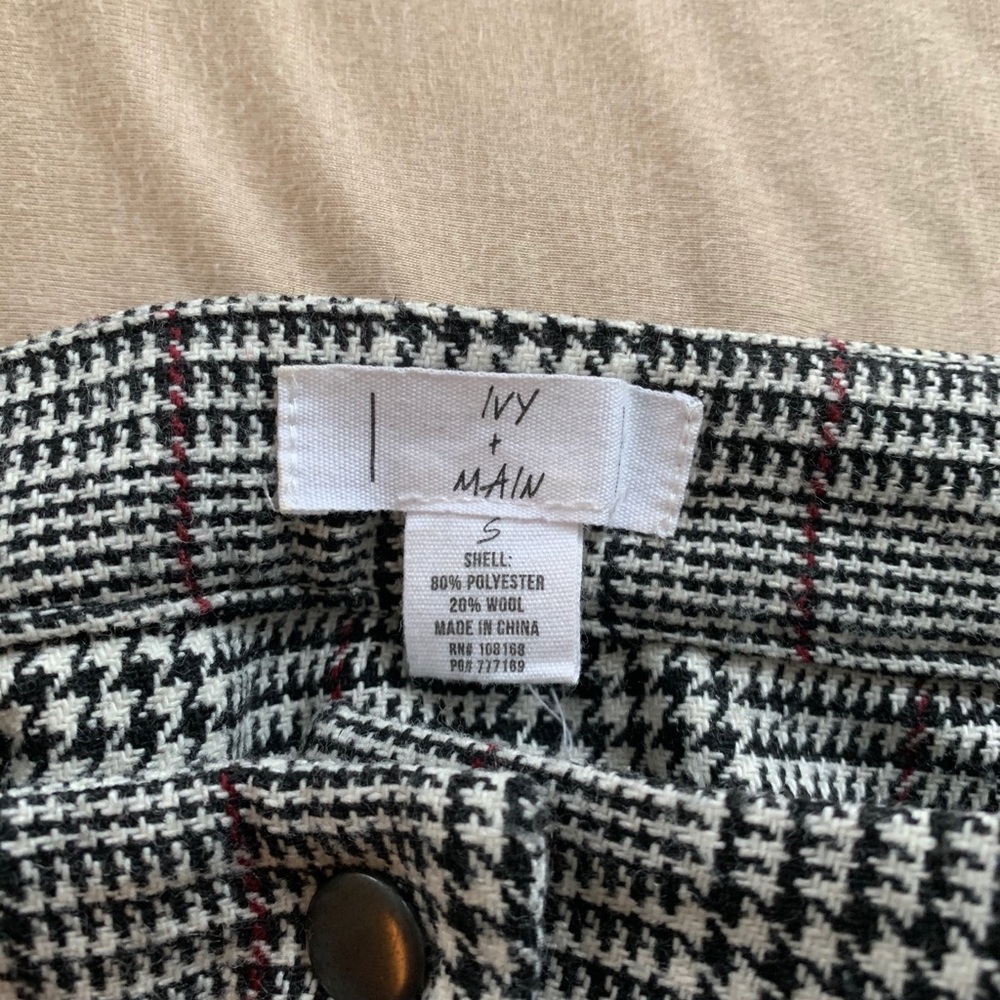 IVY
+
MAIN
S
SHELL:
80% POLYESTER
20% WOOL
MADE IN CHINA
RN# 108168
PO# 777169